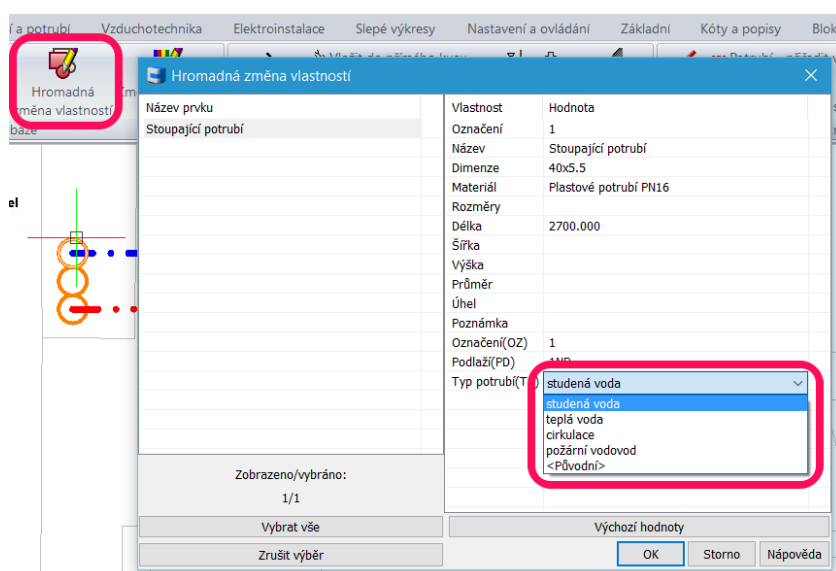 í a potrubí Vzduchotechnika Elektroinstalace Slepé výkresy Nastavení a ovládání Základní Kóty a popisy Blok
Hromadná
změna vlastností
báze
el
Hromadná změna vlastností
Název prvku
Stoupající potrubí
Vlastnost Hodnota
Označení 1
Název Stoupající potrubí
Dimenze 40x5.5
Materiál Plastové potrubí PN16
Rozměry
Délka 2700.000
Šířka
Výška
Průměr
Úhel
Poznámka
Označení(OZ) 1
Podlaží(PD) 1NP
Typ potrubí(T studená voda
studená voda
teplá voda
cirkulace
požární vodovod
<Původní>
Zobrazeno/vybráno:
1/1
Vybrat vše
Zrušit výběr
Výchozí hodnoty
OK Storno Nápověda